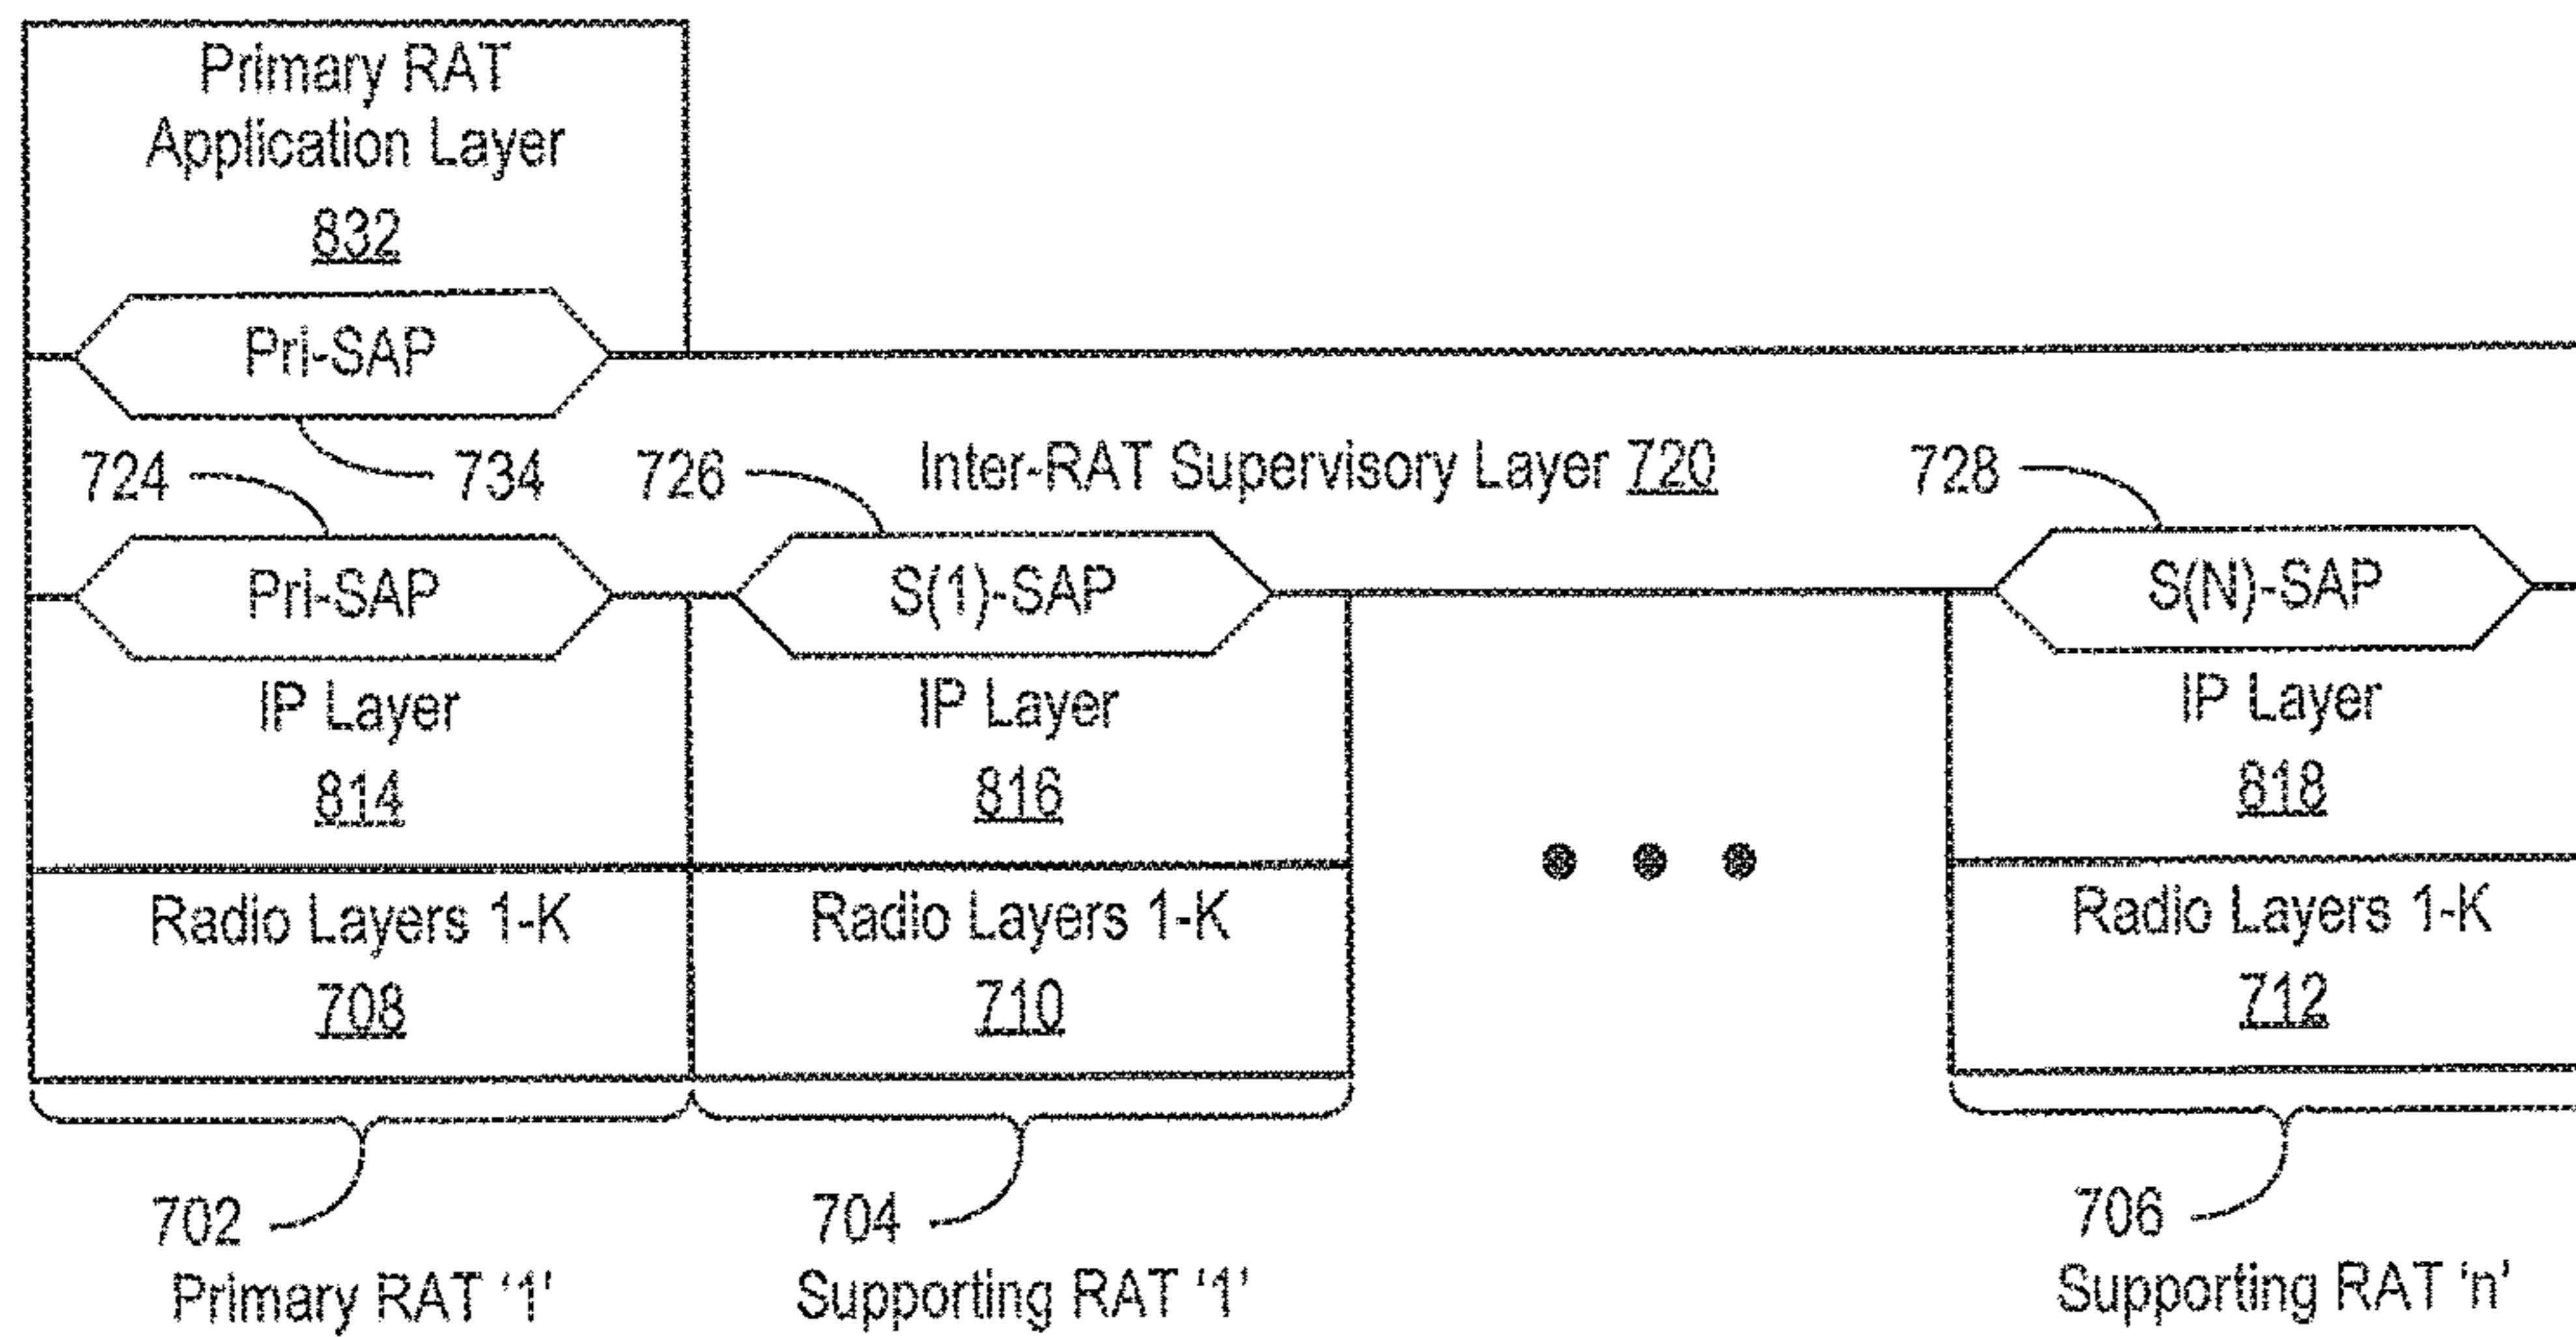 Primary RAT
Application Layer
832
Pri-SAP
724
734
726
Inter-RAT Supervisory Layer 720
728
Pri-SAP
S(1)-SAP
S(N)-SAP
IP Layer
814
IP Layer
816
IP Layer
818
Radio Layers 1-K
708
Radio Layers 1-K
710
Radio Layers 1-K
712
702
Primary RAT ‘1’
704
Supporting RAT ‘1’
706
Supporting RAT ‘n’